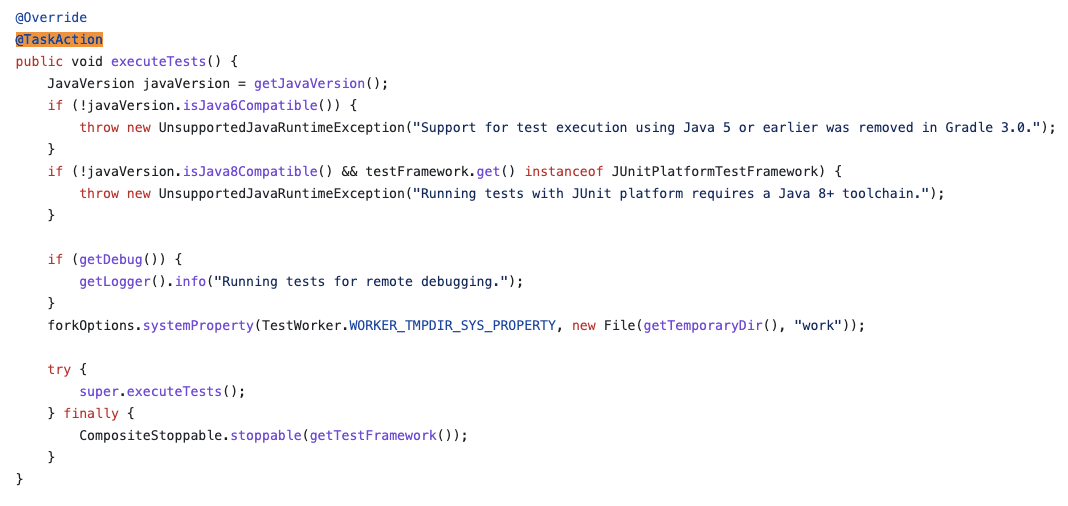 @Override
@TaskAction
public void executeTests() {
    JavaVersion javaVersion = getJavaVersion();
    if (!javaVersion.isJava6Compatible()) {
        throw new UnsupportedJavaRuntimeException("Support for test execution using Java 5 or earlier was removed in Gradle 3.0.");
    }
    if (!javaVersion.isJava8Compatible() && testFramework.get() instanceof JUnitPlatformTestFramework) {
        throw new UnsupportedJavaRuntimeException("Running tests with JUnit platform requires a Java 8+ toolchain.");
    }

    if (getDebug()) {
        getLogger().info("Running tests for remote debugging.");
    }
    forkOptions.systemProperty(TestWorker.WORKER_TMPDIR_SYS_PROPERTY, new File(getTemporaryDir(), "work"));

    try {
        super.executeTests();
    } finally {
        CompositeStoppable.stoppable(getTestFramework());
    }
}